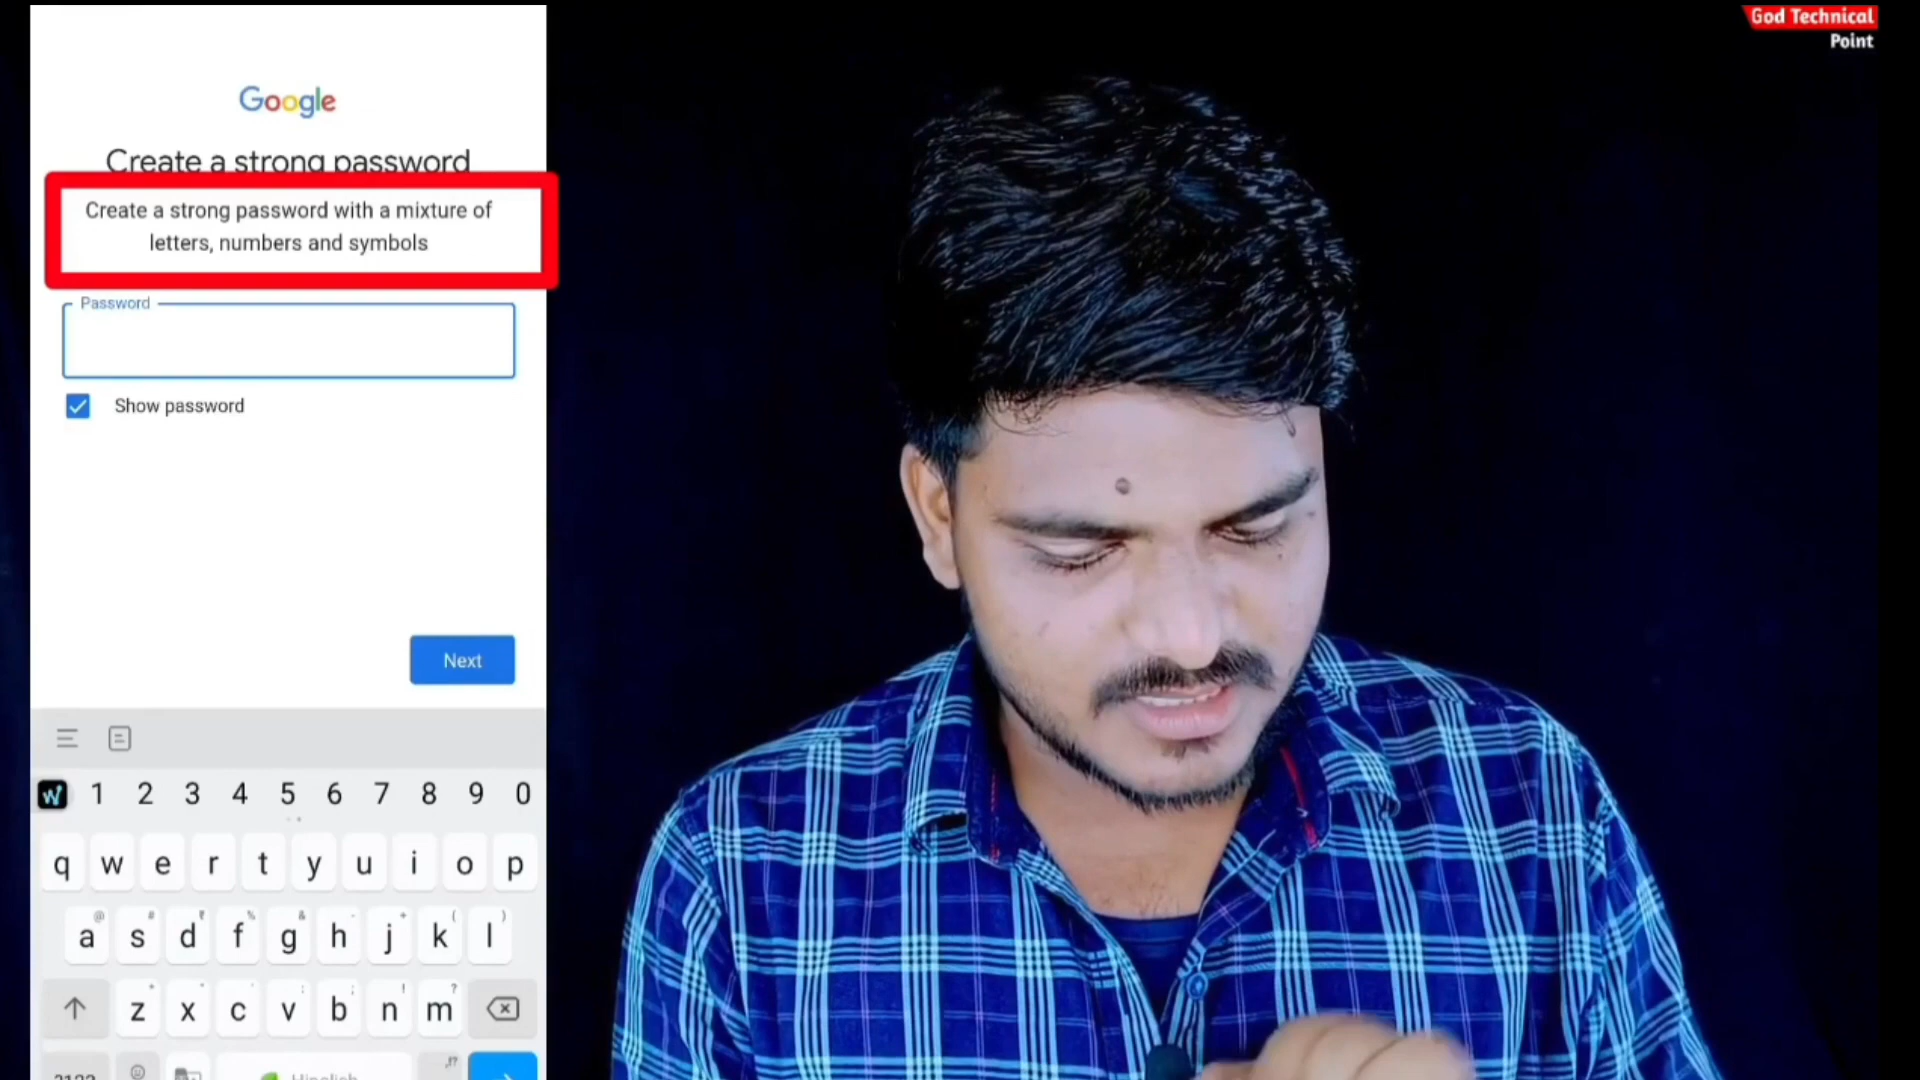 God Technical
Point
Google
Create a strong password
Create a strong password with a mixture of
letters, numbers and symbols
Password
Show password
Next
1 2 3 4 5 6 7 8 9 0
q w e r t y u i o p
@ # ₹ % & - + ( )
a s d f g h j k l
z x c v b n m
Hinglish